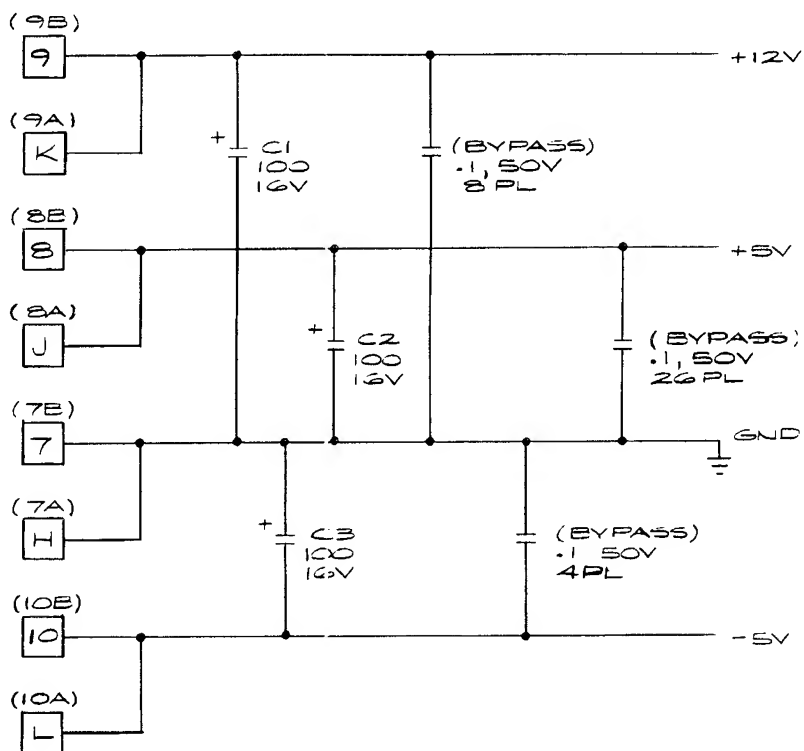 (9B)
9
+12V
(9A)
K
+ C1
100
16V
(BYPASS)
.1, 50V
8 PL
(8B)
8
+5V
(8A)
J
+ C2
100
16V
(BYPASS)
.1, 50V
26 PL
(7B)
7
GND
(7A)
H
+ C3
100
16V
(BYPASS)
.1 50V
4 PL
(10B)
10
-5V
(10A)
L